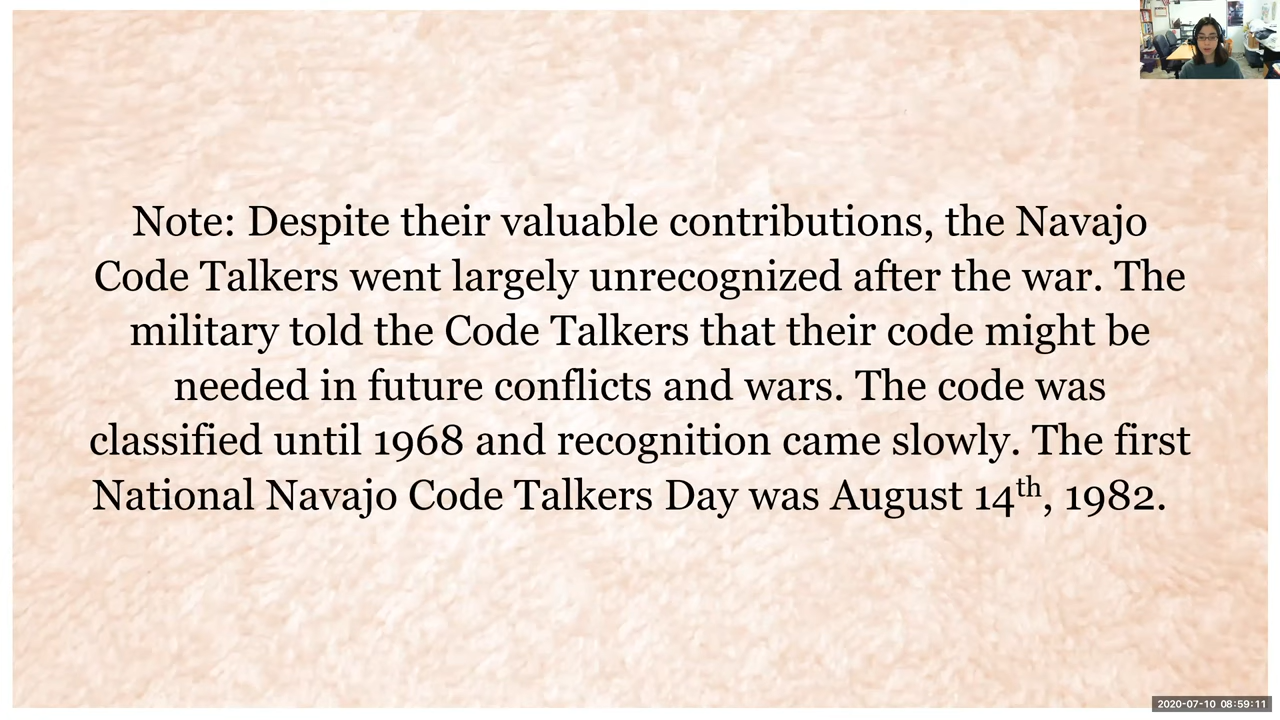 Note: Despite their valuable contributions, the Navajo
Code Talkers went largely unrecognized after the war. The
military told the Code Talkers that their code might be
needed in future conflicts and wars. The code was
classified until 1968 and recognition came slowly. The first
National Navajo Code Talkers Day was August 14th, 1982.
2020-07-10 08:59:11